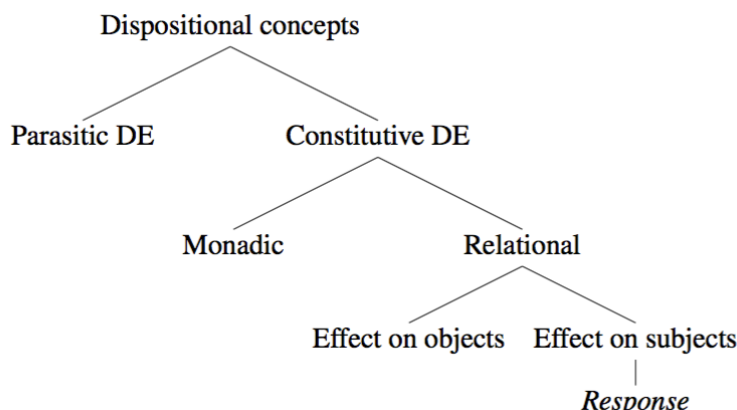 Dispositional concepts
Parasitic DE Constitutive DE
Monadic Relational
Effect on objects Effect on subjects
Response